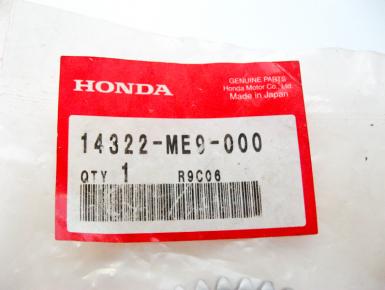 HONDA
GENUINE PARTS
Honda Motor Co., Ltd.
Made in Japan
14322-ME9-000
QTY 1 R9C06